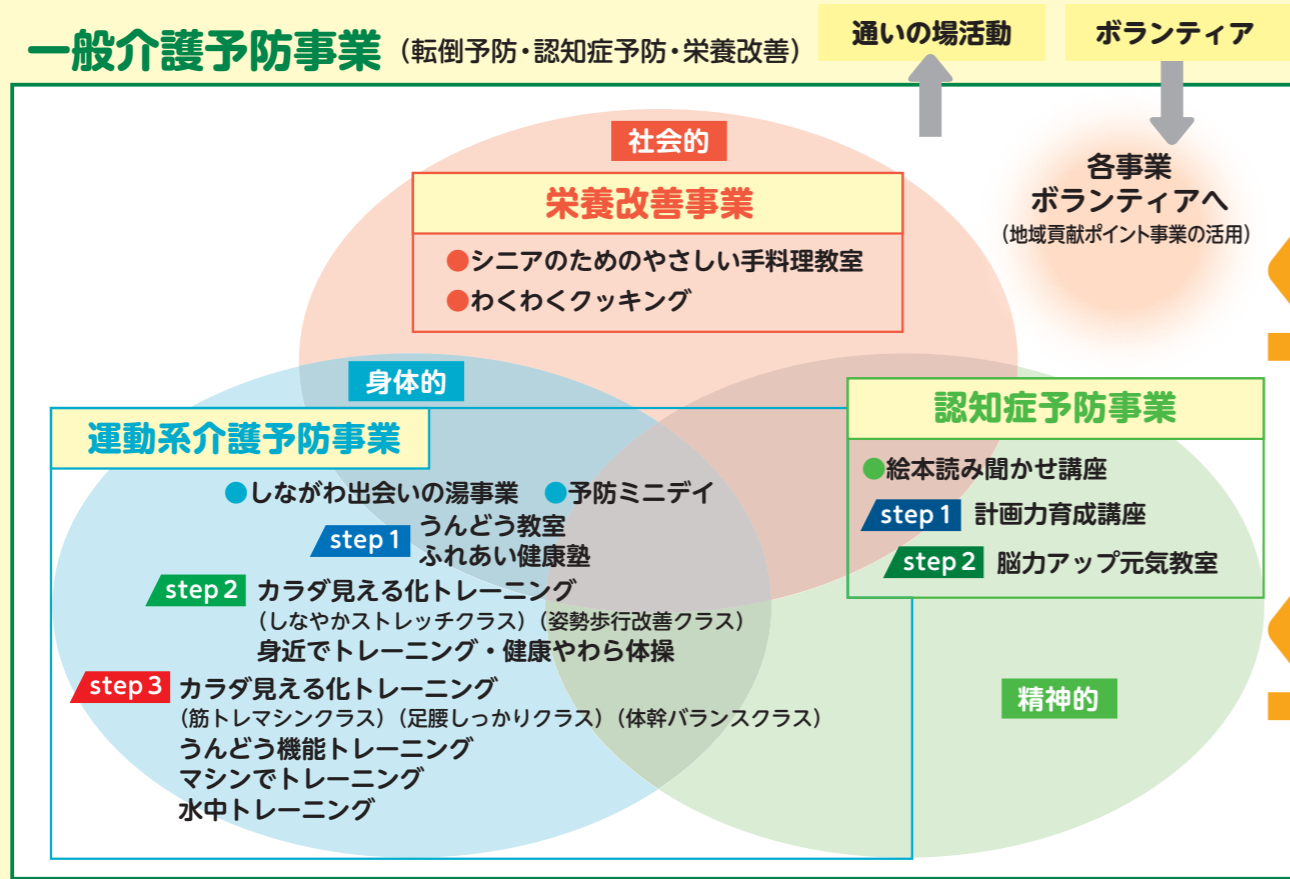 一般介護予防事業 (転倒予防・認知症予防・栄養改善)
通いの場活動
ボランティア
各事業
ボランティアへ
(地域貢献ポイント事業の活用)
社会的
栄養改善事業
●シニアのためのやさしい手料理教室
●わくわくクッキング
身体的
運動系介護予防事業
●しながわ出会いの湯事業 ●予防ミニデイ
step 1 うんどう教室
ふれあい健康塾
step 2 カラダ見える化トレーニング
(しなやかストレッチクラス) (姿勢歩行改善クラス)
身近でトレーニング・健康やわら体操
step 3 カラダ見える化トレーニング
(筋トレマシンクラス) (足腰しっかりクラス) (体幹バランスクラス)
うんどう機能トレーニング
マシンでトレーニング
水中トレーニング
認知症予防事業
●絵本読み聞かせ講座
step 1 計画力育成講座
step 2 脳力アップ元気教室
精神的